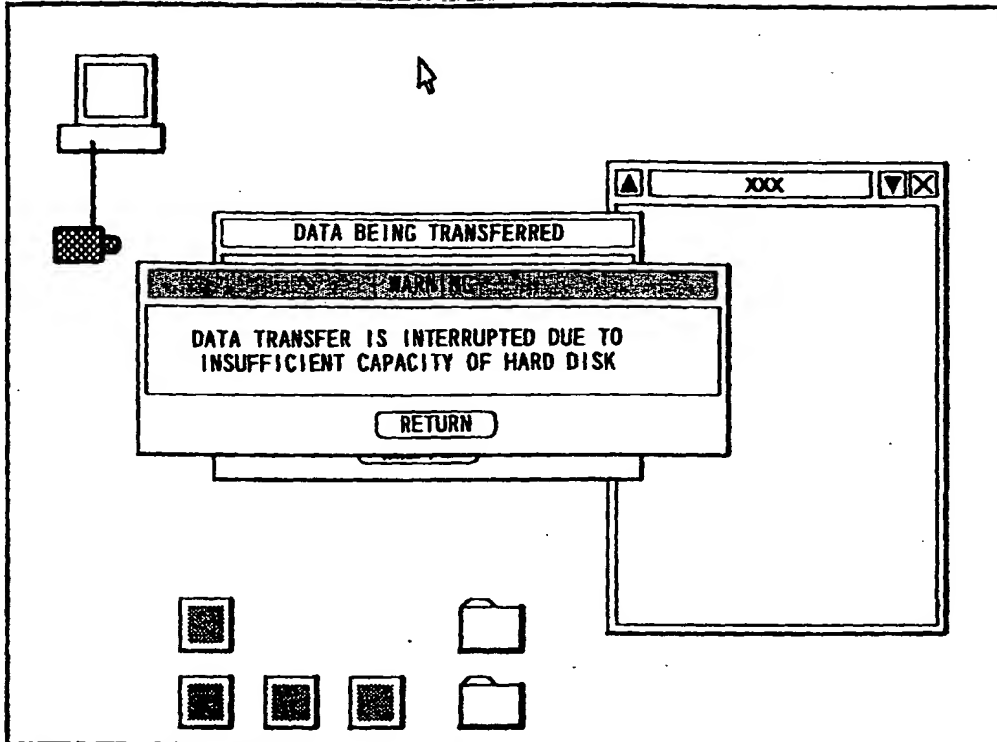 XXX
DATA BEING TRANSFERRED
WARNING
DATA TRANSFER IS INTERRUPTED DUE TO
INSUFFICIENT CAPACITY OF HARD DISK
RETURN